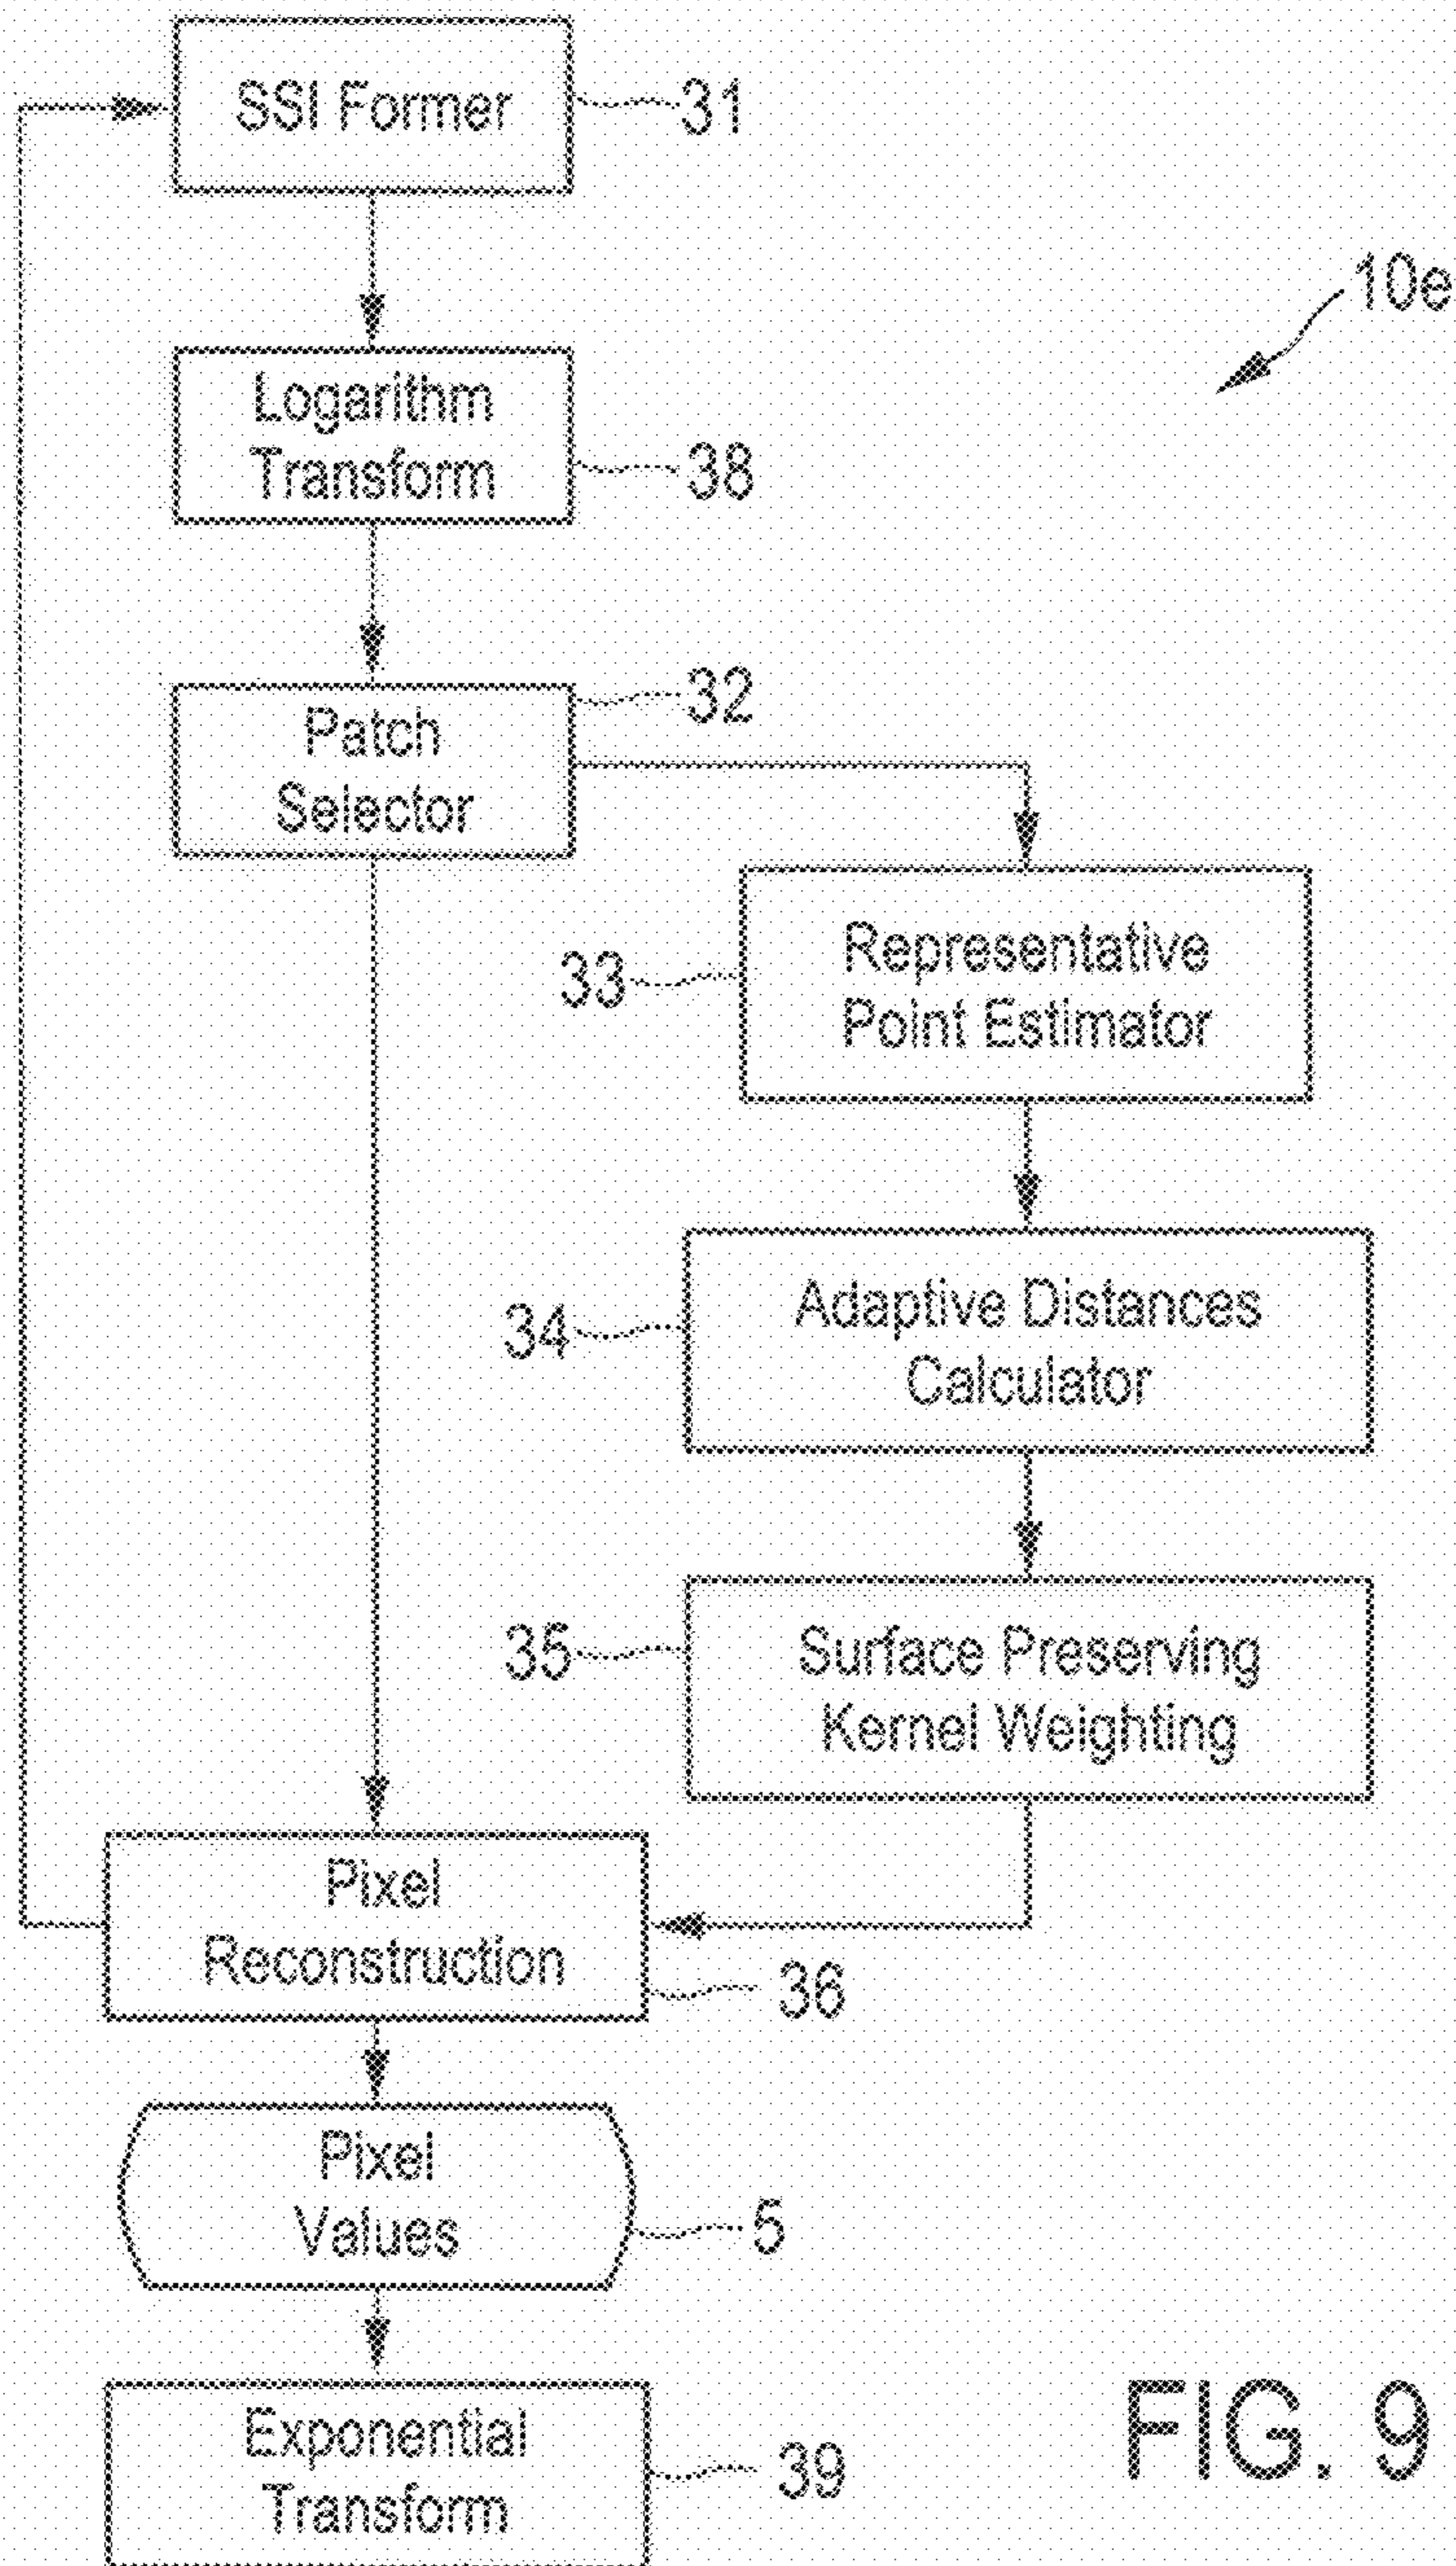 SSI Former
31
10e
Logarithm
Transform
38
Patch
Selector
32
Representative
Point Estimator
33
Adaptive Distances
Calculator
34
Surface Preserving
Kernel Weighting
35
Pixel
Reconstruction
36
Pixel
Values
5
Exponential
Transform
39
FIG. 9